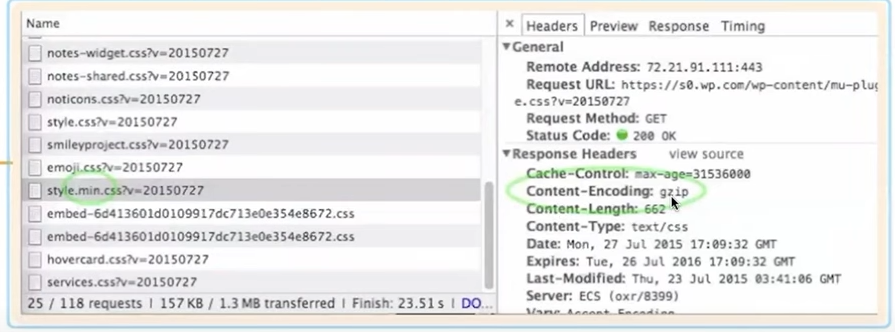 Name
notes-widget.css?v=20150727
notes-shared.css?v=20150727
noticons.css?v=20150727
style.css?v=20150727
smileyproject.css?v=20150727
emoji.css?v=20150727
style.min.css?v=20150727
embed-6d413601d0109917dc713e0e354e8672.css
embed-6d413601d0109917dc713e0e354e8672.css
hovercard.css?v=20150727
services.css?v=20150727
25 / 118 requests | 157 KB / 1.3 MB transferred | Finish: 23.51 s | DO...
× Headers Preview Response Timing
▼General
Remote Address: 72.21.91.111:443
Request URL: https://s0.wp.com/wp-content/mu-plug
e.css?v=20150727
Request Method: GET
Status Code: 200 OK
▼Response Headers view source
Cache-Control: max-age=31536000
Content-Encoding: gzip
Content-Length: 662
Content-Type: text/css
Date: Mon, 27 Jul 2015 17:09:32 GMT
Expires: Tue, 26 Jul 2016 17:09:32 GMT
Last-Modified: Thu, 23 Jul 2015 03:41:06 GMT
Server: ECS (oxr/8399)
Vary: Accept-Encoding